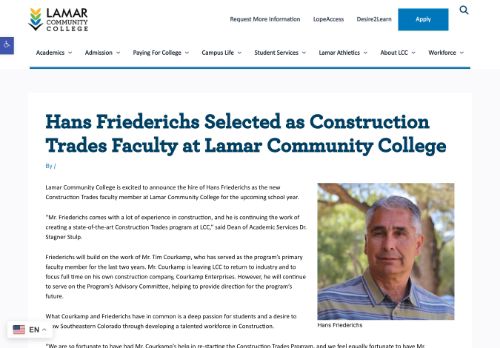 LAMAR
COMMUNITY
COLLEGE
Request More Information LopeAccess Desire2Learn Apply
Academics Admission Paying For College Campus Life Student Services Lamar Athletics About LCC Workforce
Hans Friederichs Selected as Construction
Trades Faculty at Lamar Community College
By /
Lamar Community College is excited to announce the hire of Hans Friederichs as the new
Construction Trades faculty member at Lamar Community College for the upcoming school year.
"Mr. Friederichs comes with a lot of experience in construction, and he is continuing the work of
creating a state-of-the-art Construction Trades program at LCC," said Dean of Academic Services Dr.
Stagner Stulp.
Friederichs will build on the work of Mr. Tim Courkamp, who has served as the program's primary
faculty member for the last two years. Mr. Courkamp is leaving LCC to return to industry and to
focus full time on his own construction company, Courkamp Enterprises. However, he will continue
to serve on the Program's Advisory Committee, helping to provide direction for the program's
future.
Hans Friederichs
What Courkamp and Friederichs have in common is a deep passion for students and a desire to
grow Southeastern Colorado through developing a talented workforce in Construction.
EN
"We are so fortunate to have had Mr. Courkamp's help in re-starting the Construction Trades Program, and we feel equally fortunate to have Mr.